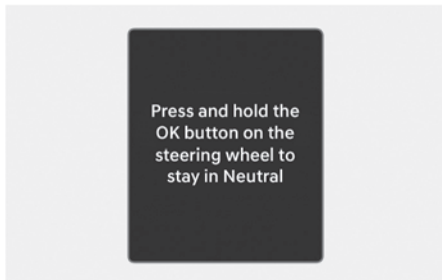 Press and hold the
OK button on the
steering wheel to
stay in Neutral